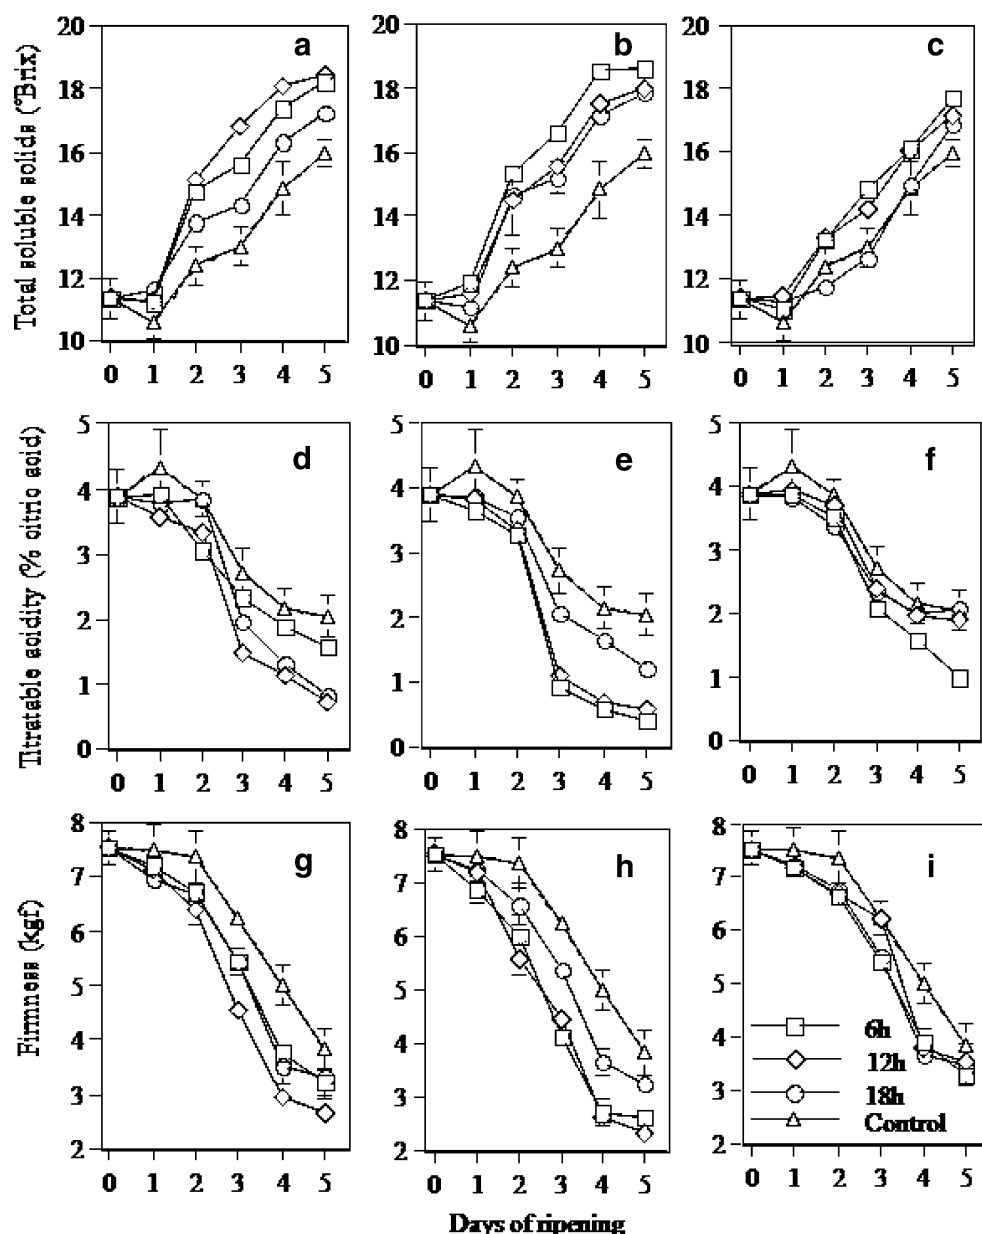 Total soluble solids (°Brix)
20
18
16
14
12
10
a
0 1 2 3 4 5
20
18
16
14
12
10
b
0 1 2 3 4 5
20
18
16
14
12
10
c
0 1 2 3 4 5
Titratable acidity (% citric acid)
5
4
3
2
1
0
d
0 1 2 3 4 5
5
4
3
2
1
0
e
0 1 2 3 4 5
5
4
3
2
1
0
f
0 1 2 3 4 5
Firmness (kgf)
8
7
6
5
4
3
2
g
0 1 2 3 4 5
8
7
6
5
4
3
2
h
0 1 2 3 4 5
8
7
6
5
4
3
2
i
6h
12h
18h
Control
0 1 2 3 4 5
Days of ripening